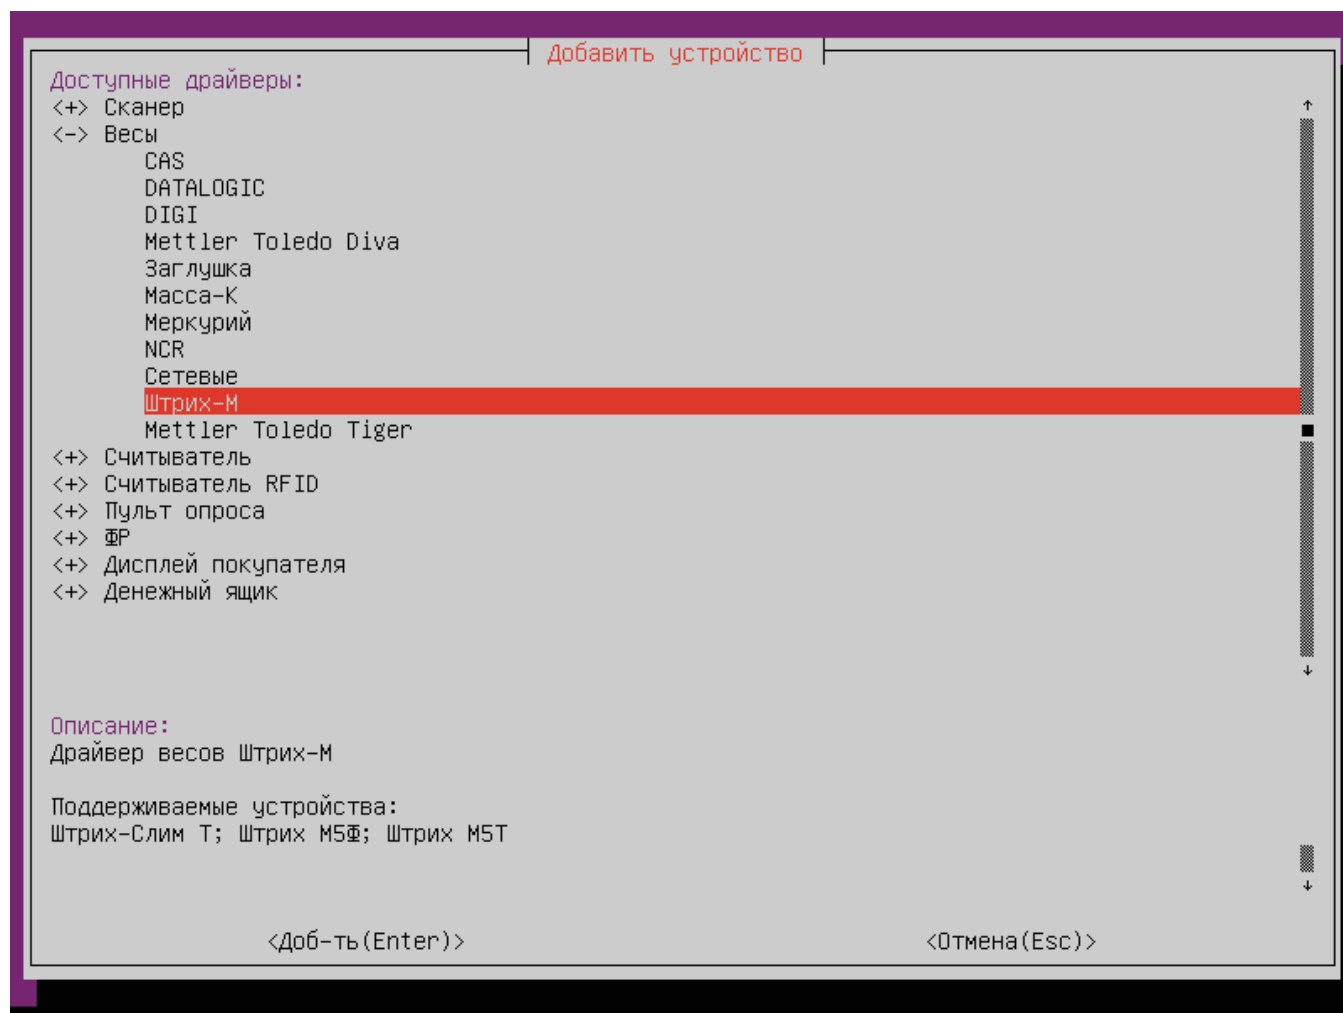 Добавить устройство
Доступные драйверы:
<+> Сканер
<-> Весы
CAS
DATALOGIC
DIGI
Mettler Toledo Diva
Заглушка
Масса-К
Меркурий
NCR
Сетевые
Штрих-М
Mettler Toledo Tiger
<+> Считыватель
<+> Считыватель RFID
<+> Пульт опроса
<+> ФР
<+> Дисплей покупателя
<+> Денежный ящик
Описание:
Драйвер весов Штрих-М
Поддерживаемые устройства:
Штрих-Слим Т; Штрих М5Ф; Штрих М5Т
<Доб-ть(Enter)> <Отмена(Esc)>